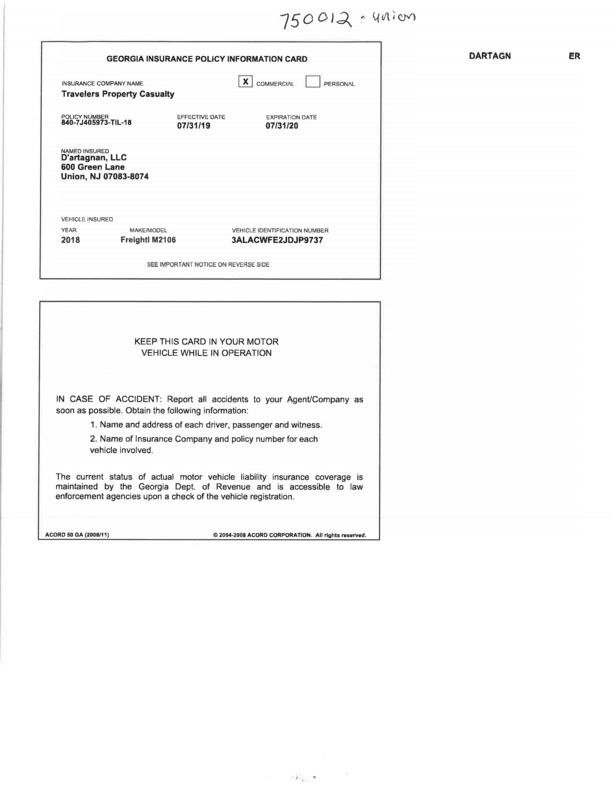 750012 - Union
DARTAGN ER
GEORGIA INSURANCE POLICY INFORMATION CARD
INSURANCE COMPANY NAME X COMMERCIAL PERSONAL
Travelers Property Casualty
POLICY NUMBER EFFECTIVE DATE EXPIRATION DATE
840-7J405973-TIL-18 07/31/19 07/31/20
NAMED INSURED
D'artagnan, LLC
600 Green Lane
Union, NJ 07083-8074
VEHICLE INSURED
YEAR MAKE/MODEL VEHICLE IDENTIFICATION NUMBER
2018 Freightl M2106 3ALACWFE2JDJP9737
SEE IMPORTANT NOTICE ON REVERSE SIDE
KEEP THIS CARD IN YOUR MOTOR
VEHICLE WHILE IN OPERATION
IN CASE OF ACCIDENT: Report all accidents to your Agent/Company as
soon as possible. Obtain the following information:
1. Name and address of each driver, passenger and witness.
2. Name of Insurance Company and policy number for each
vehicle involved.
The current status of actual motor vehicle liability insurance coverage is
maintained by the Georgia Dept. of Revenue and is accessible to law
enforcement agencies upon a check of the vehicle registration.
ACORD 50 GA (2008/11) © 2004-2008 ACORD CORPORATION. All rights reserved.